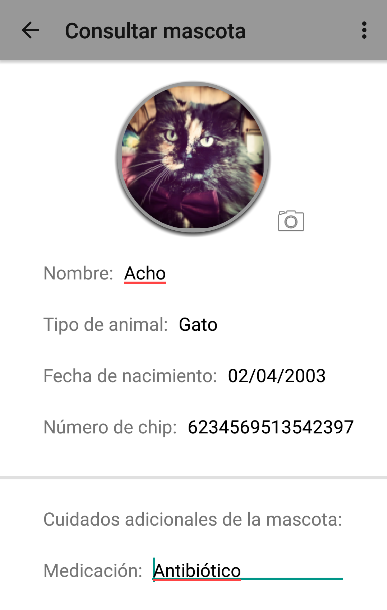 Consultar mascota
Nombre: Acho
Tipo de animal: Gato
Fecha de nacimiento: 02/04/2003
Número de chip: 6234569513542397
Cuidados adicionales de la mascota:
Medicación: Antibiótico